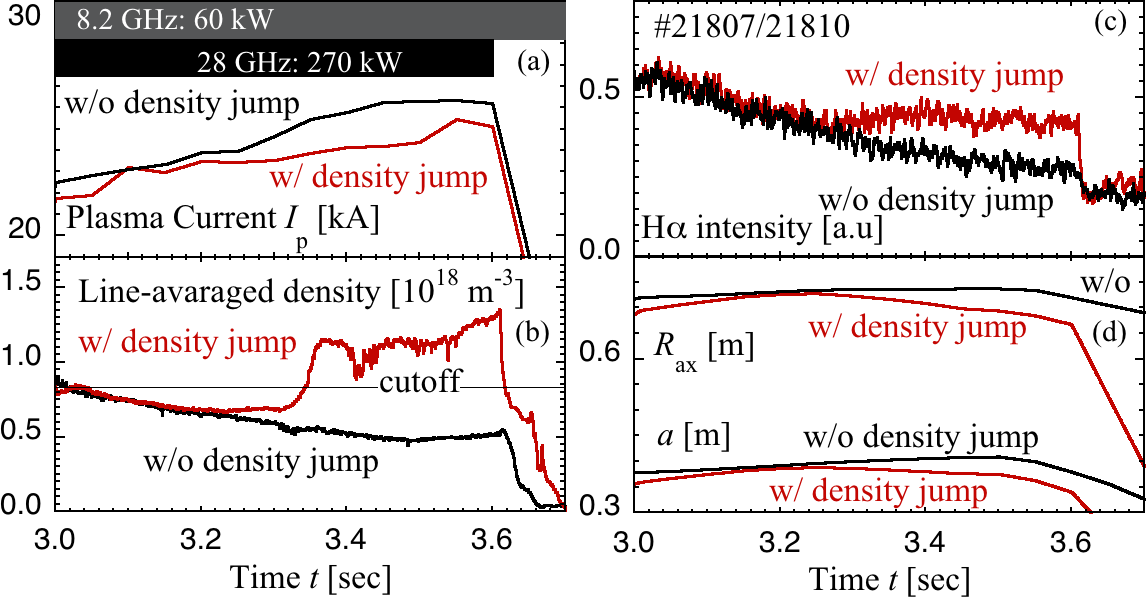 8.2 GHz: 60 kW
28 GHz: 270 kW
(a)
30
w/o density jump
w/ density jump
Plasma Current Ip [kA]
20
1.5
Line-avaraged density [10^18 m^-3]
w/ density jump
(b)
1.0
cutoff
0.5
w/o density jump
0.0
3.0 3.2 3.4 3.6
Time t [sec]
#21807/21810
(c)
w/ density jump
0.5
w/o density jump
Hα intensity [a.u]
0.0
w/o
(d)
w/ density jump
Rax [m]
0.6
a [m]
w/o density jump
w/ density jump
0.3
3.0 3.2 3.4 3.6
Time t [sec]